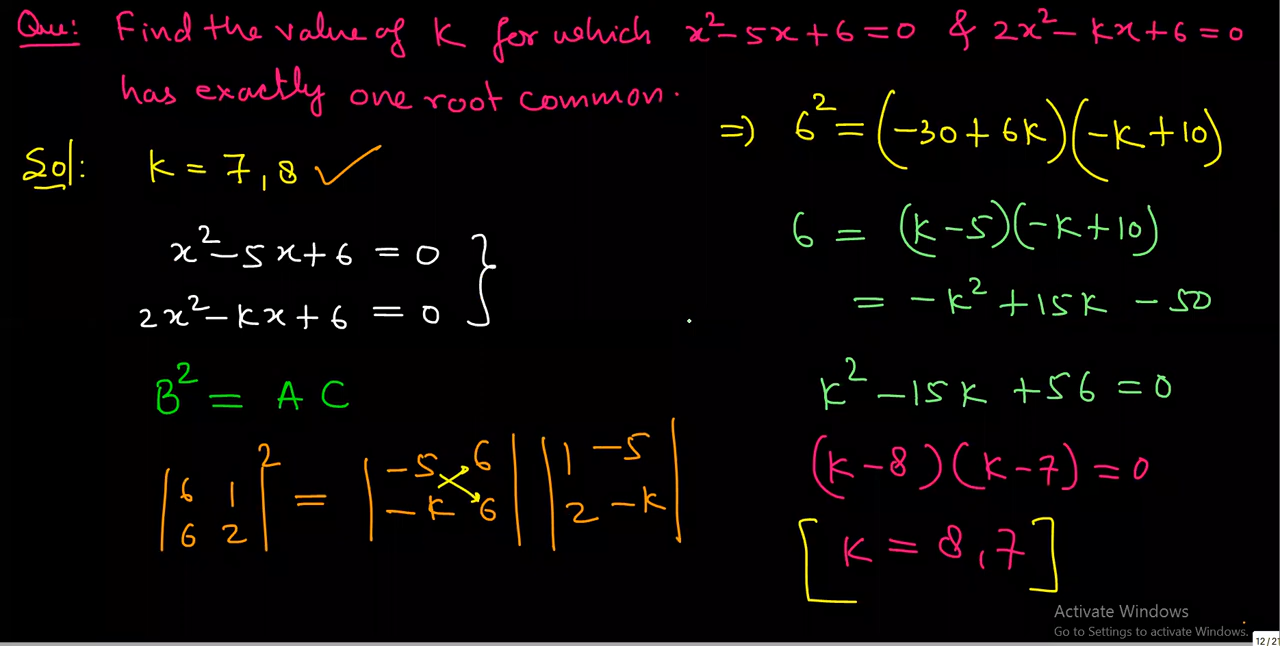 Que: Find the value of K for which x²-5x+6=0 & 2x²-kx+6=0
has exactly one root common.
Sol: K = 7, 8 ✓
x²-5x+6 = 0
2x²-kx+6 = 0 }
B² = A C
|6 1; 6 2|² = |-5 6; -k 6| |1 -5; 2 -k|
=) 6² = (-30+6k)(-k+10)
6 = (k-5)(-k+10)
= -k²+15k-50
k²-15k+56=0
(k-8)(k-7)=0
[k = 8, 7]
Activate Windows
Go to Settings to activate Windows.
12/21